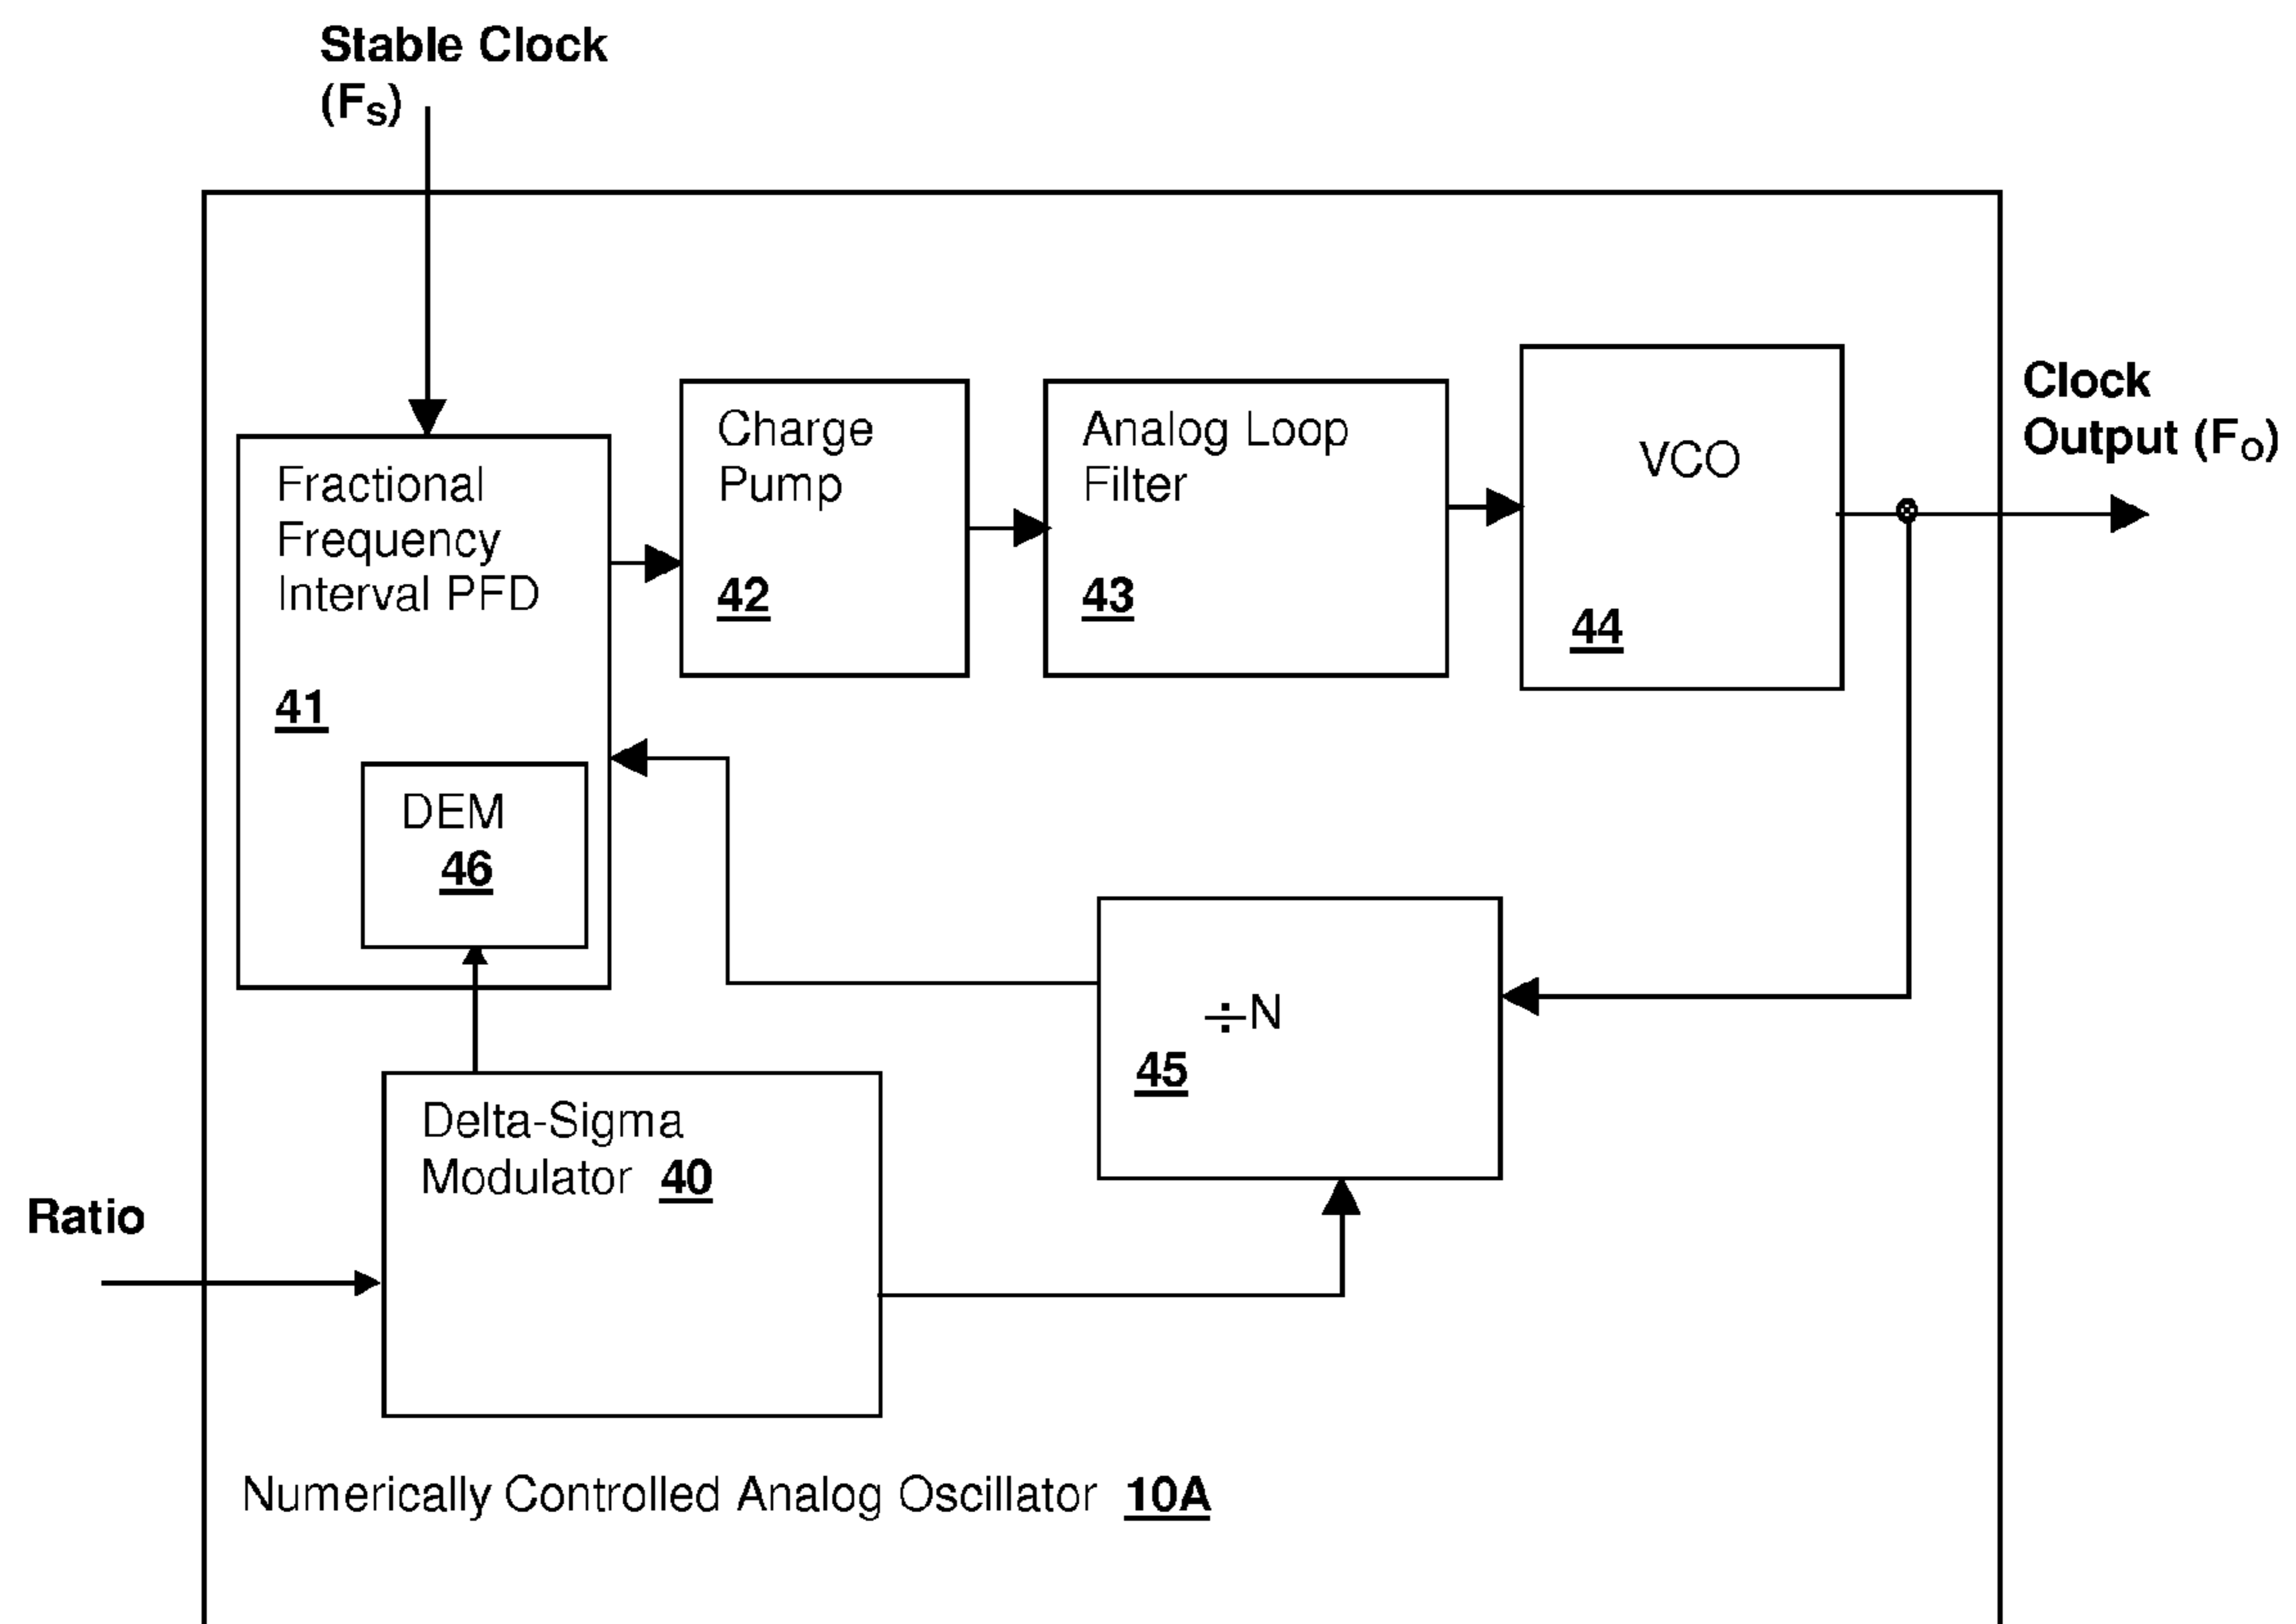 Stable Clock
(FS)
Clock
Output (FO)
Fractional
Frequency
Interval PFD
41
DEM
46
Charge
Pump
42
Analog Loop
Filter
43
VCO
44
÷N
45
Delta-Sigma
Modulator 40
Ratio
Numerically Controlled Analog Oscillator 10A